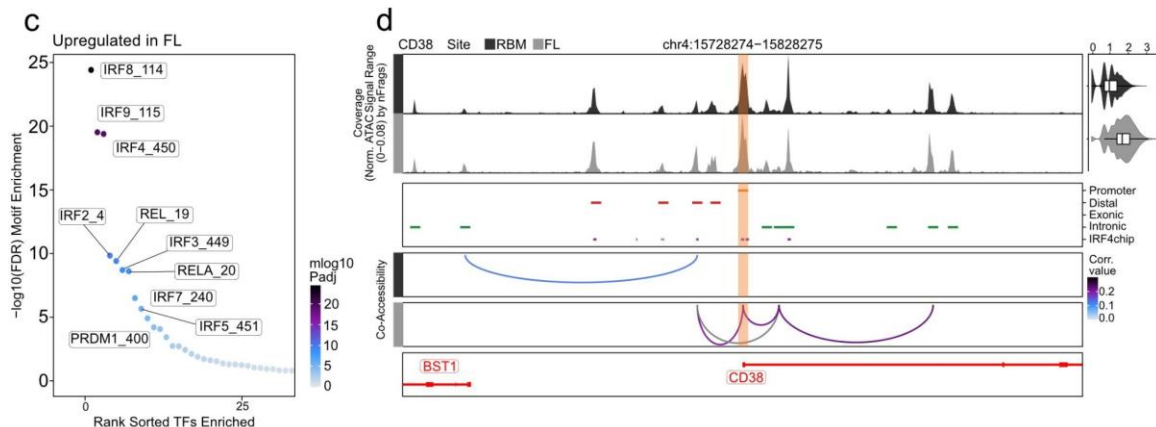 c
Upregulated in FL
−log10(FDR) Motif Enrichment
25
20
15
10
5
0
IRF8_114
IRF9_115
IRF4_450
IRF2_4
REL_19
IRF3_449
RELA_20
IRF7_240
IRF5_451
PRDM1_400
0
25
Rank Sorted TFs Enriched
mlog10
Padj
20
15
10
5
0
d
CD38 Site RBM FL
chr4:15728274−15828275
Coverage
(Norm. ATAC Signal Range
(0−0.08) by nFrags)
0 1 2 3
Promoter
Distal
Exonic
Intronic
IRF4chip
Co-Accessibility
Corr.
value
0.2
0.1
0.0
BST1
CD38